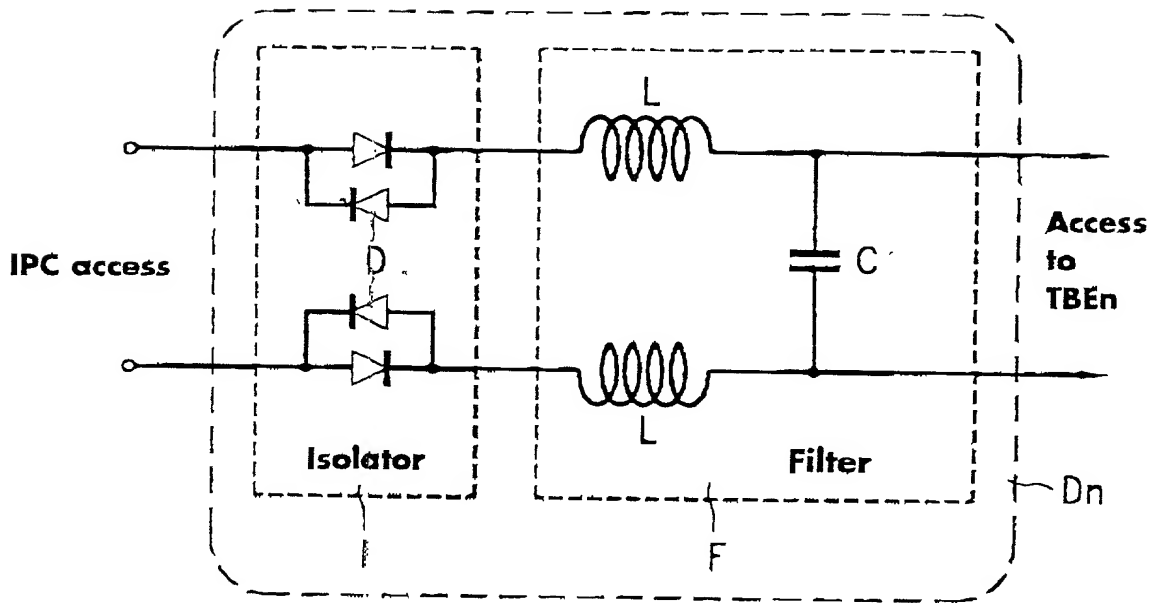 L
IPC access
D
C
Access
to
TBEn
L
Isolator
Filter
Dn
I
F